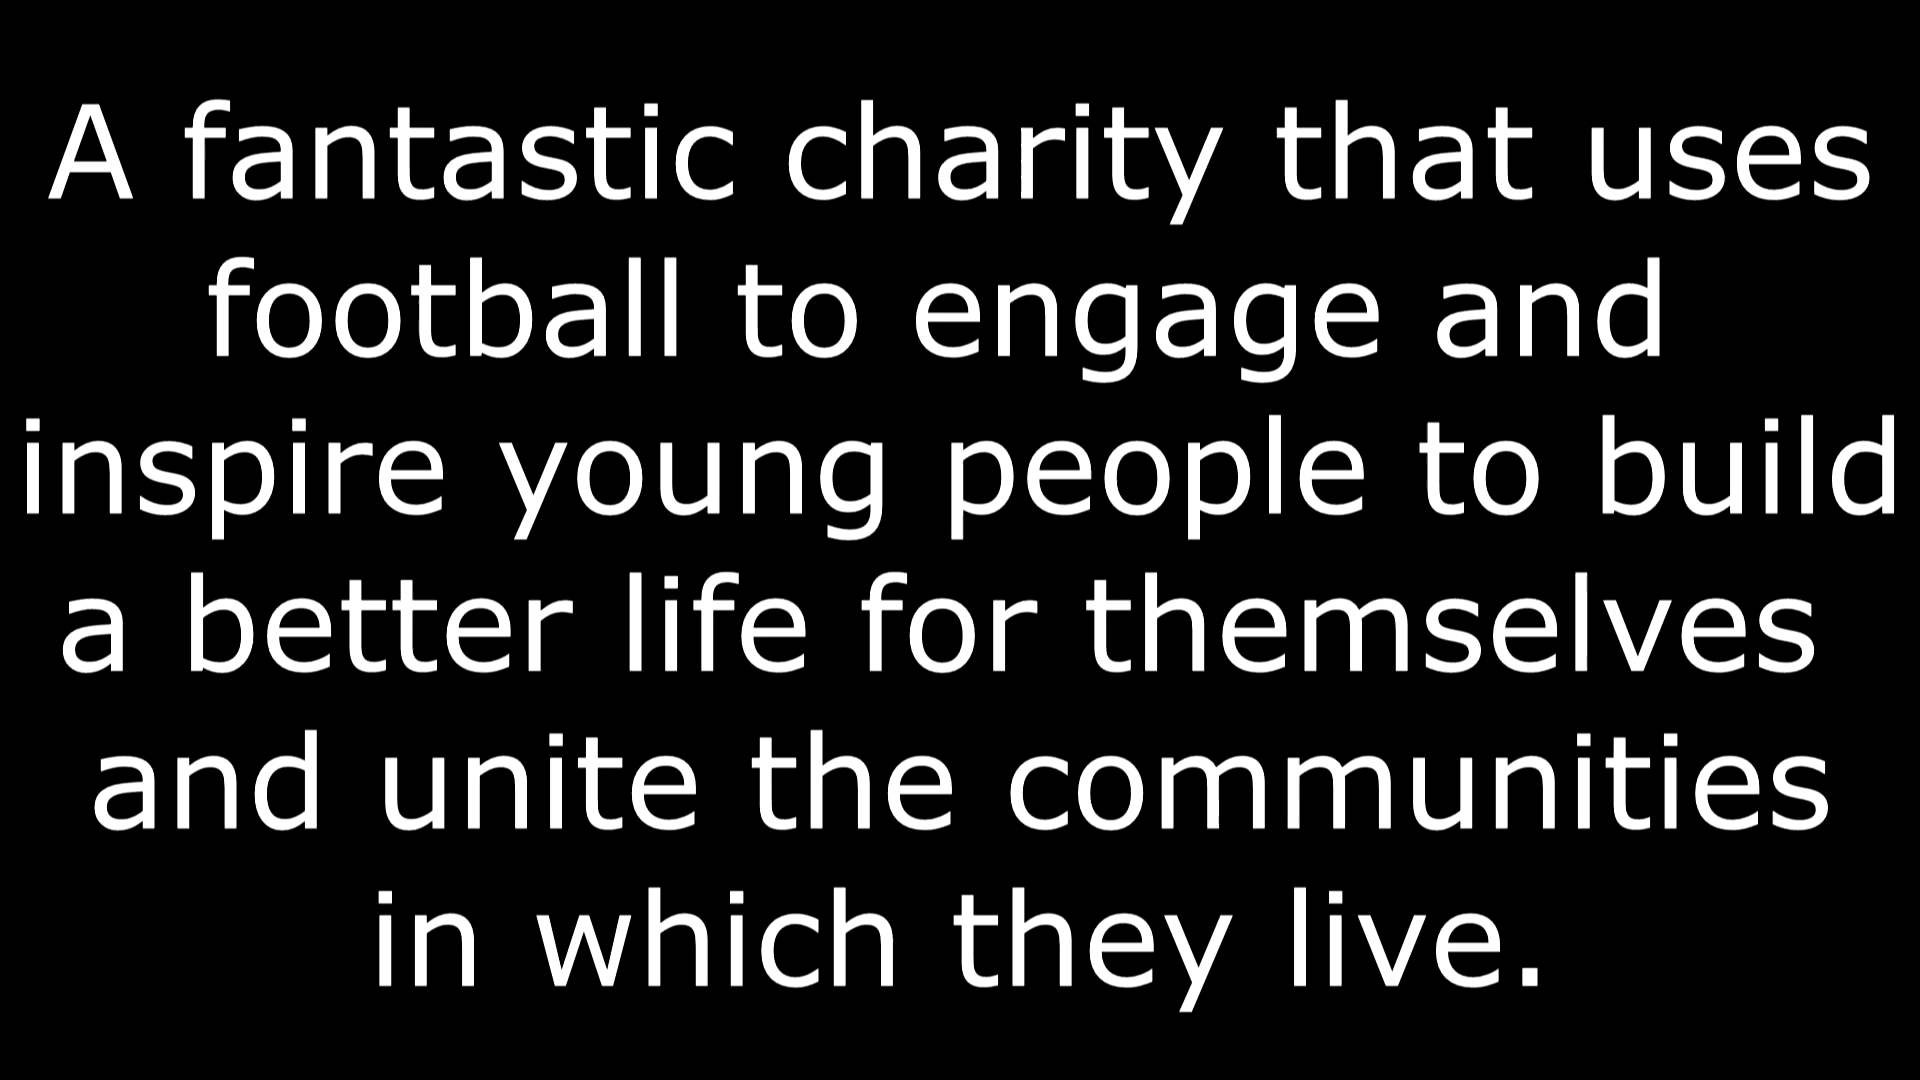 A fantastic charity that uses
football to engage and
inspire young people to build
a better life for themselves
and unite the communities
in which they live.